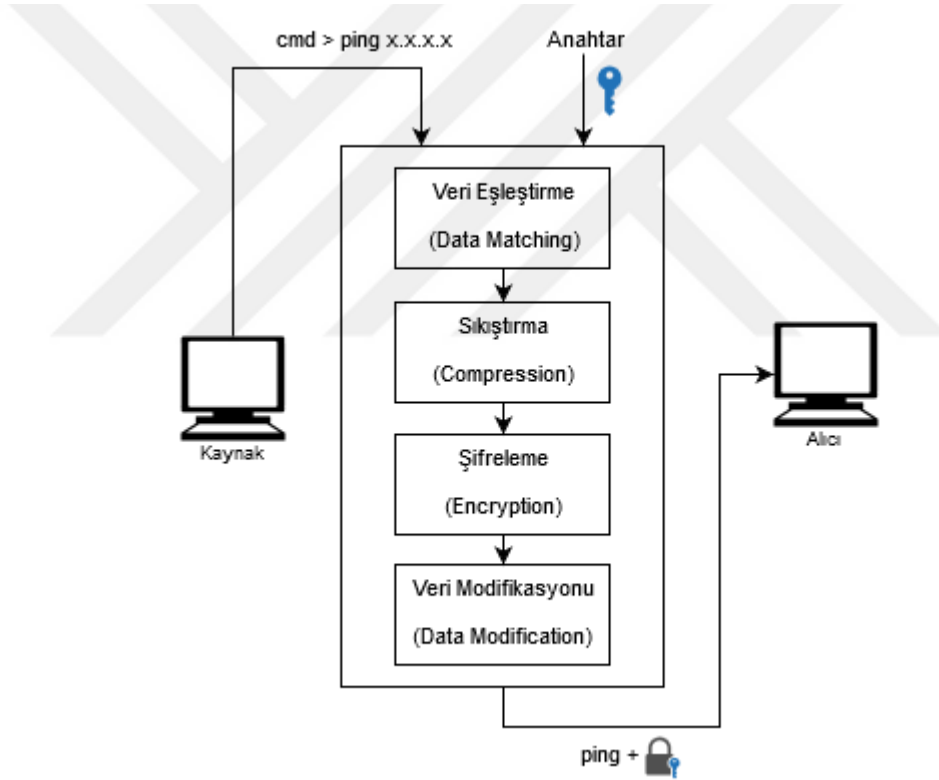 cmd > ping x.x.x.x
Anahtar
Veri Eşleştirme
(Data Matching)
Sıkıştırma
(Compression)
Kaynak
Alıcı
Şifreleme
(Encryption)
Veri Modifikasyonu
(Data Modification)
ping +